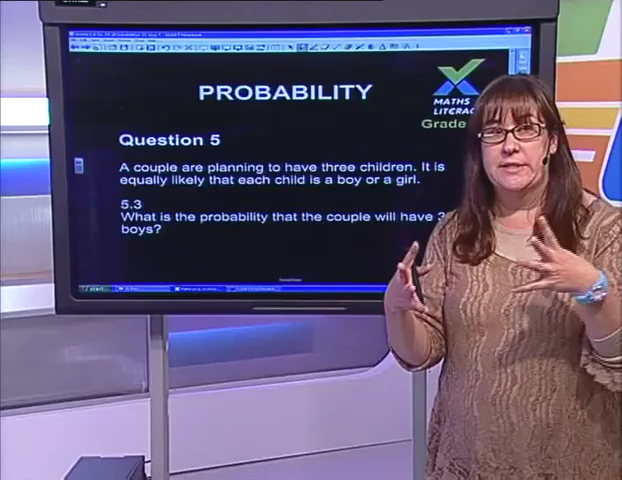 PROBABILITY
MATHS
LITERAC
Grade
Question 5
A couple are planning to have three children. It is
equally likely that each child is a boy or a girl.
5.3
What is the probability that the couple will have 3
boys?